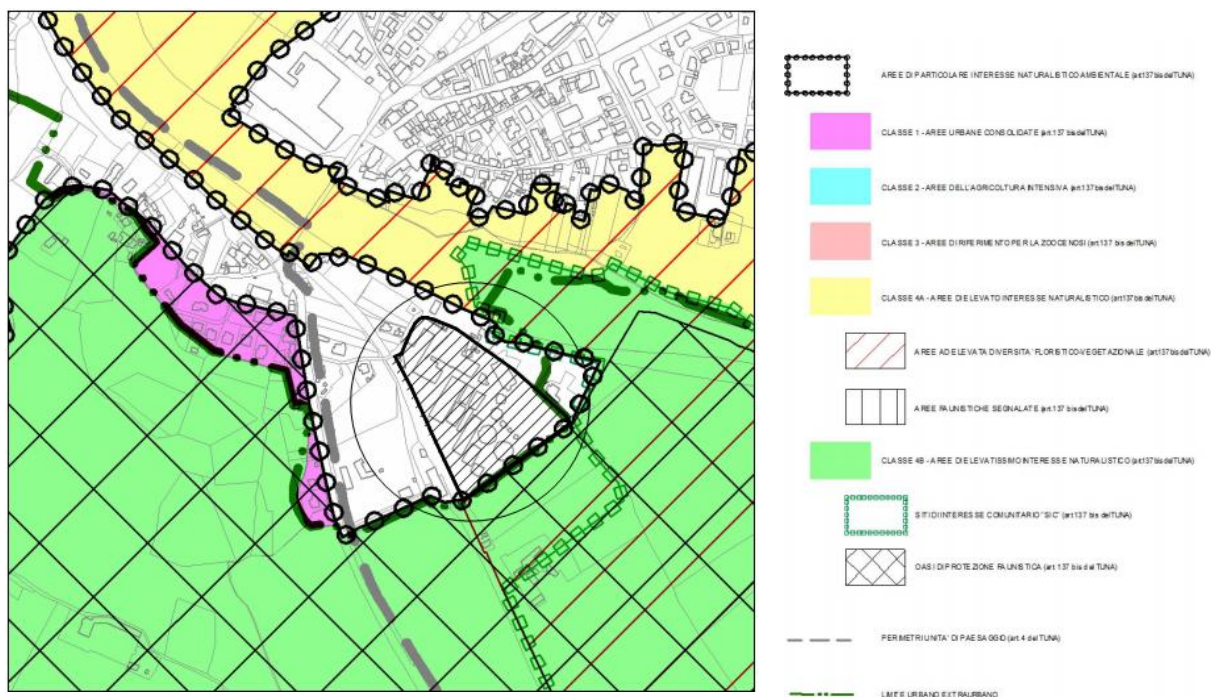 AREE DI PARTICOLARE INTERESSE NATURALISTICO AMBIENTALE (art.137 bis del TUNA)
CLASSE 1 - AREE URBANE CONSOLIDATE (art.137 bis del TUNA)
CLASSE 2 - AREE DELL'AGRICOLTURA INTENSIVA (art.137 bis del TUNA)
CLASSE 3 - AREE DI RIFERIMENTO PER LA ZOOCENOSI (art.137 bis del TUNA)
CLASSE 4A - AREE DI ELEVATO INTERESSE NATURALISTICO (art.137 bis del TUNA)
AREE AD ELEVATA DIVERSITA' FLORISTICO-VEGETAZIONALE (art.137 bis del TUNA)
AREE FAUNISTICHE SEGNALATE (art.137 bis del TUNA)
CLASSE 4B - AREE DI ELEVATISSIMO INTERESSE NATURALISTICO (art.137 bis del TUNA)
SITI DI INTERESSE COMUNITARIO "SIC" (art.137 bis del TUNA)
OASI DI PROTEZIONE FAUNISTICA (art.137 bis del TUNA)
PERIMETRI UNITA' DI PAESAGGIO (art.4 del TUNA)
LIMITE URBANO EXTRAURBANO